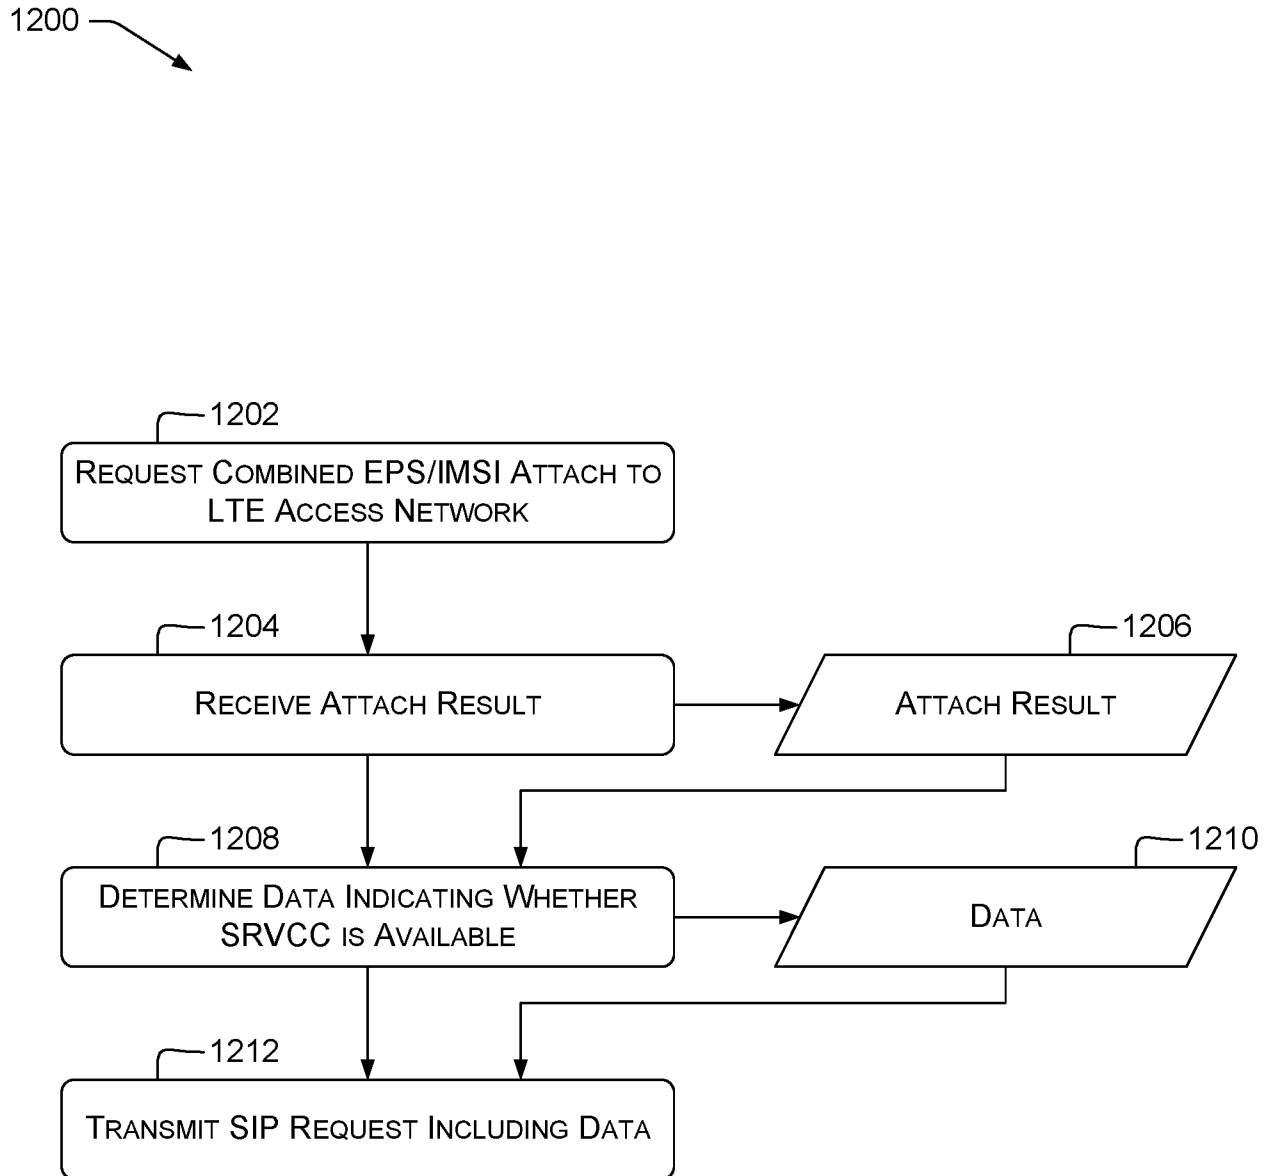 1200
1202
REQUEST COMBINED EPS/IMSI ATTACH TO
LTE ACCESS NETWORK
1204
1206
RECEIVE ATTACH RESULT
ATTACH RESULT
1208
1210
DETERMINE DATA INDICATING WHETHER
SRVCC IS AVAILABLE
DATA
1212
TRANSMIT SIP REQUEST INCLUDING DATA